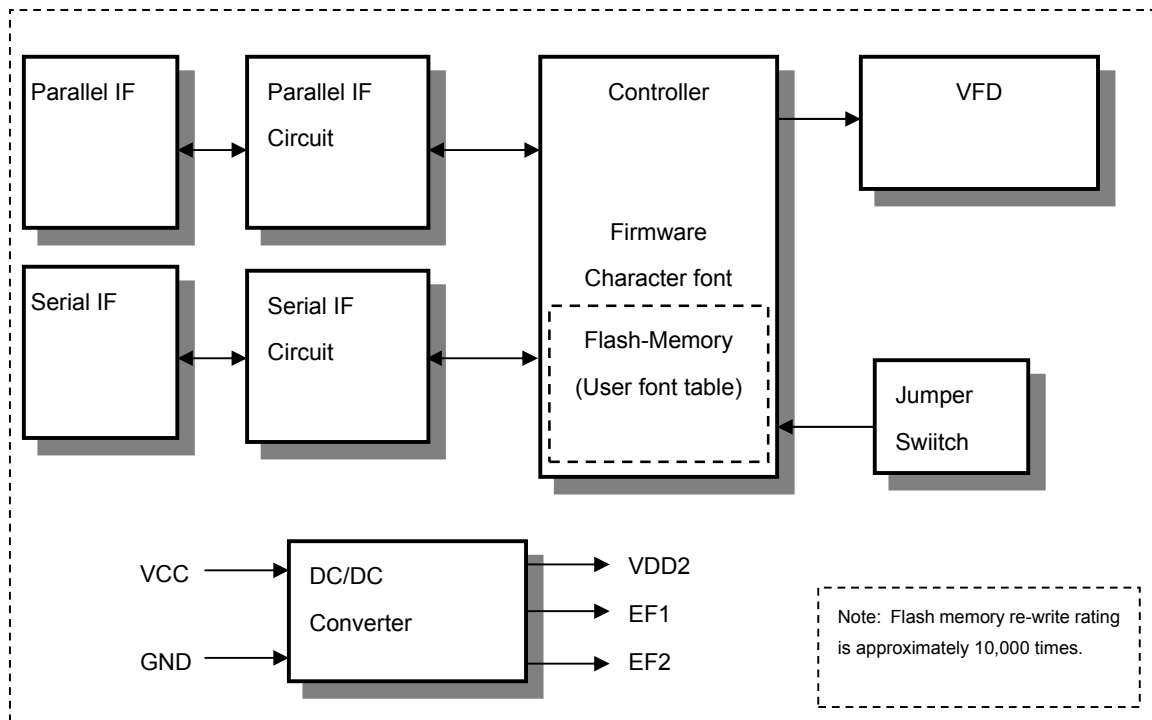 Parallel IF
Parallel IF
Circuit
Controller
VFD
Firmware
Character font
Serial IF
Serial IF
Circuit
Flash-Memory
(User font table)
Jumper
Swiitch
VCC
GND
DC/DC
Converter
VDD2
EF1
EF2
Note: Flash memory re-write rating
is approximately 10,000 times.